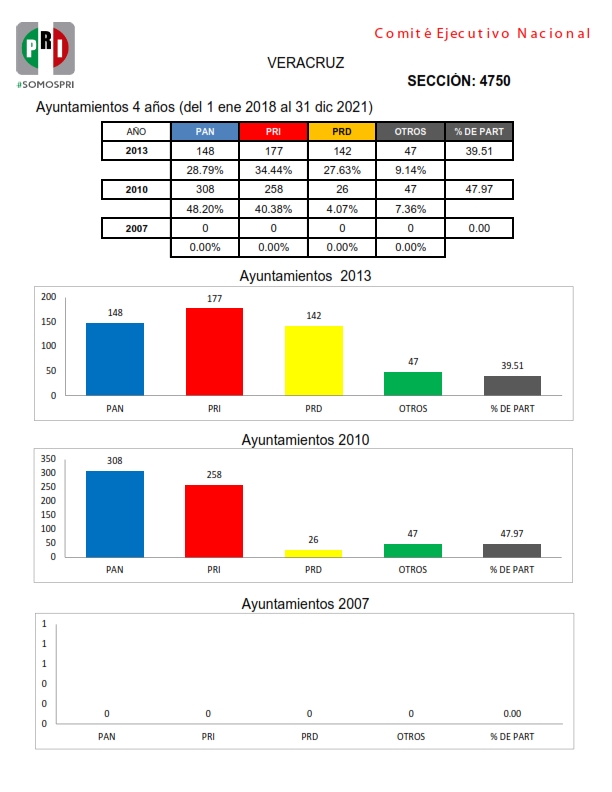 Comité Ejecutivo Nacional
PRI
#SOMOSPRI
VERACRUZ
SECCIÓN: 4750
Ayuntamientos 4 años (del 1 ene 2018 al 31 dic 2021)
AÑO PAN PRI PRD OTROS % DE PART
2013 148 177 142 47 39.51
28.79% 34.44% 27.63% 9.14%
2010 308 258 26 47 47.97
48.20% 40.38% 4.07% 7.36%
2007 0 0 0 0 0.00
0.00% 0.00% 0.00% 0.00%
Ayuntamientos 2013
200
150
100
50
0
148 177 142 47 39.51
PAN PRI PRD OTROS % DE PART
Ayuntamientos 2010
350
300
250
200
150
100
50
0
308 258 26 47 47.97
PAN PRI PRD OTROS % DE PART
Ayuntamientos 2007
1
1
1
0
0
0
0 0 0 0 0.00
PAN PRI PRD OTROS % DE PART